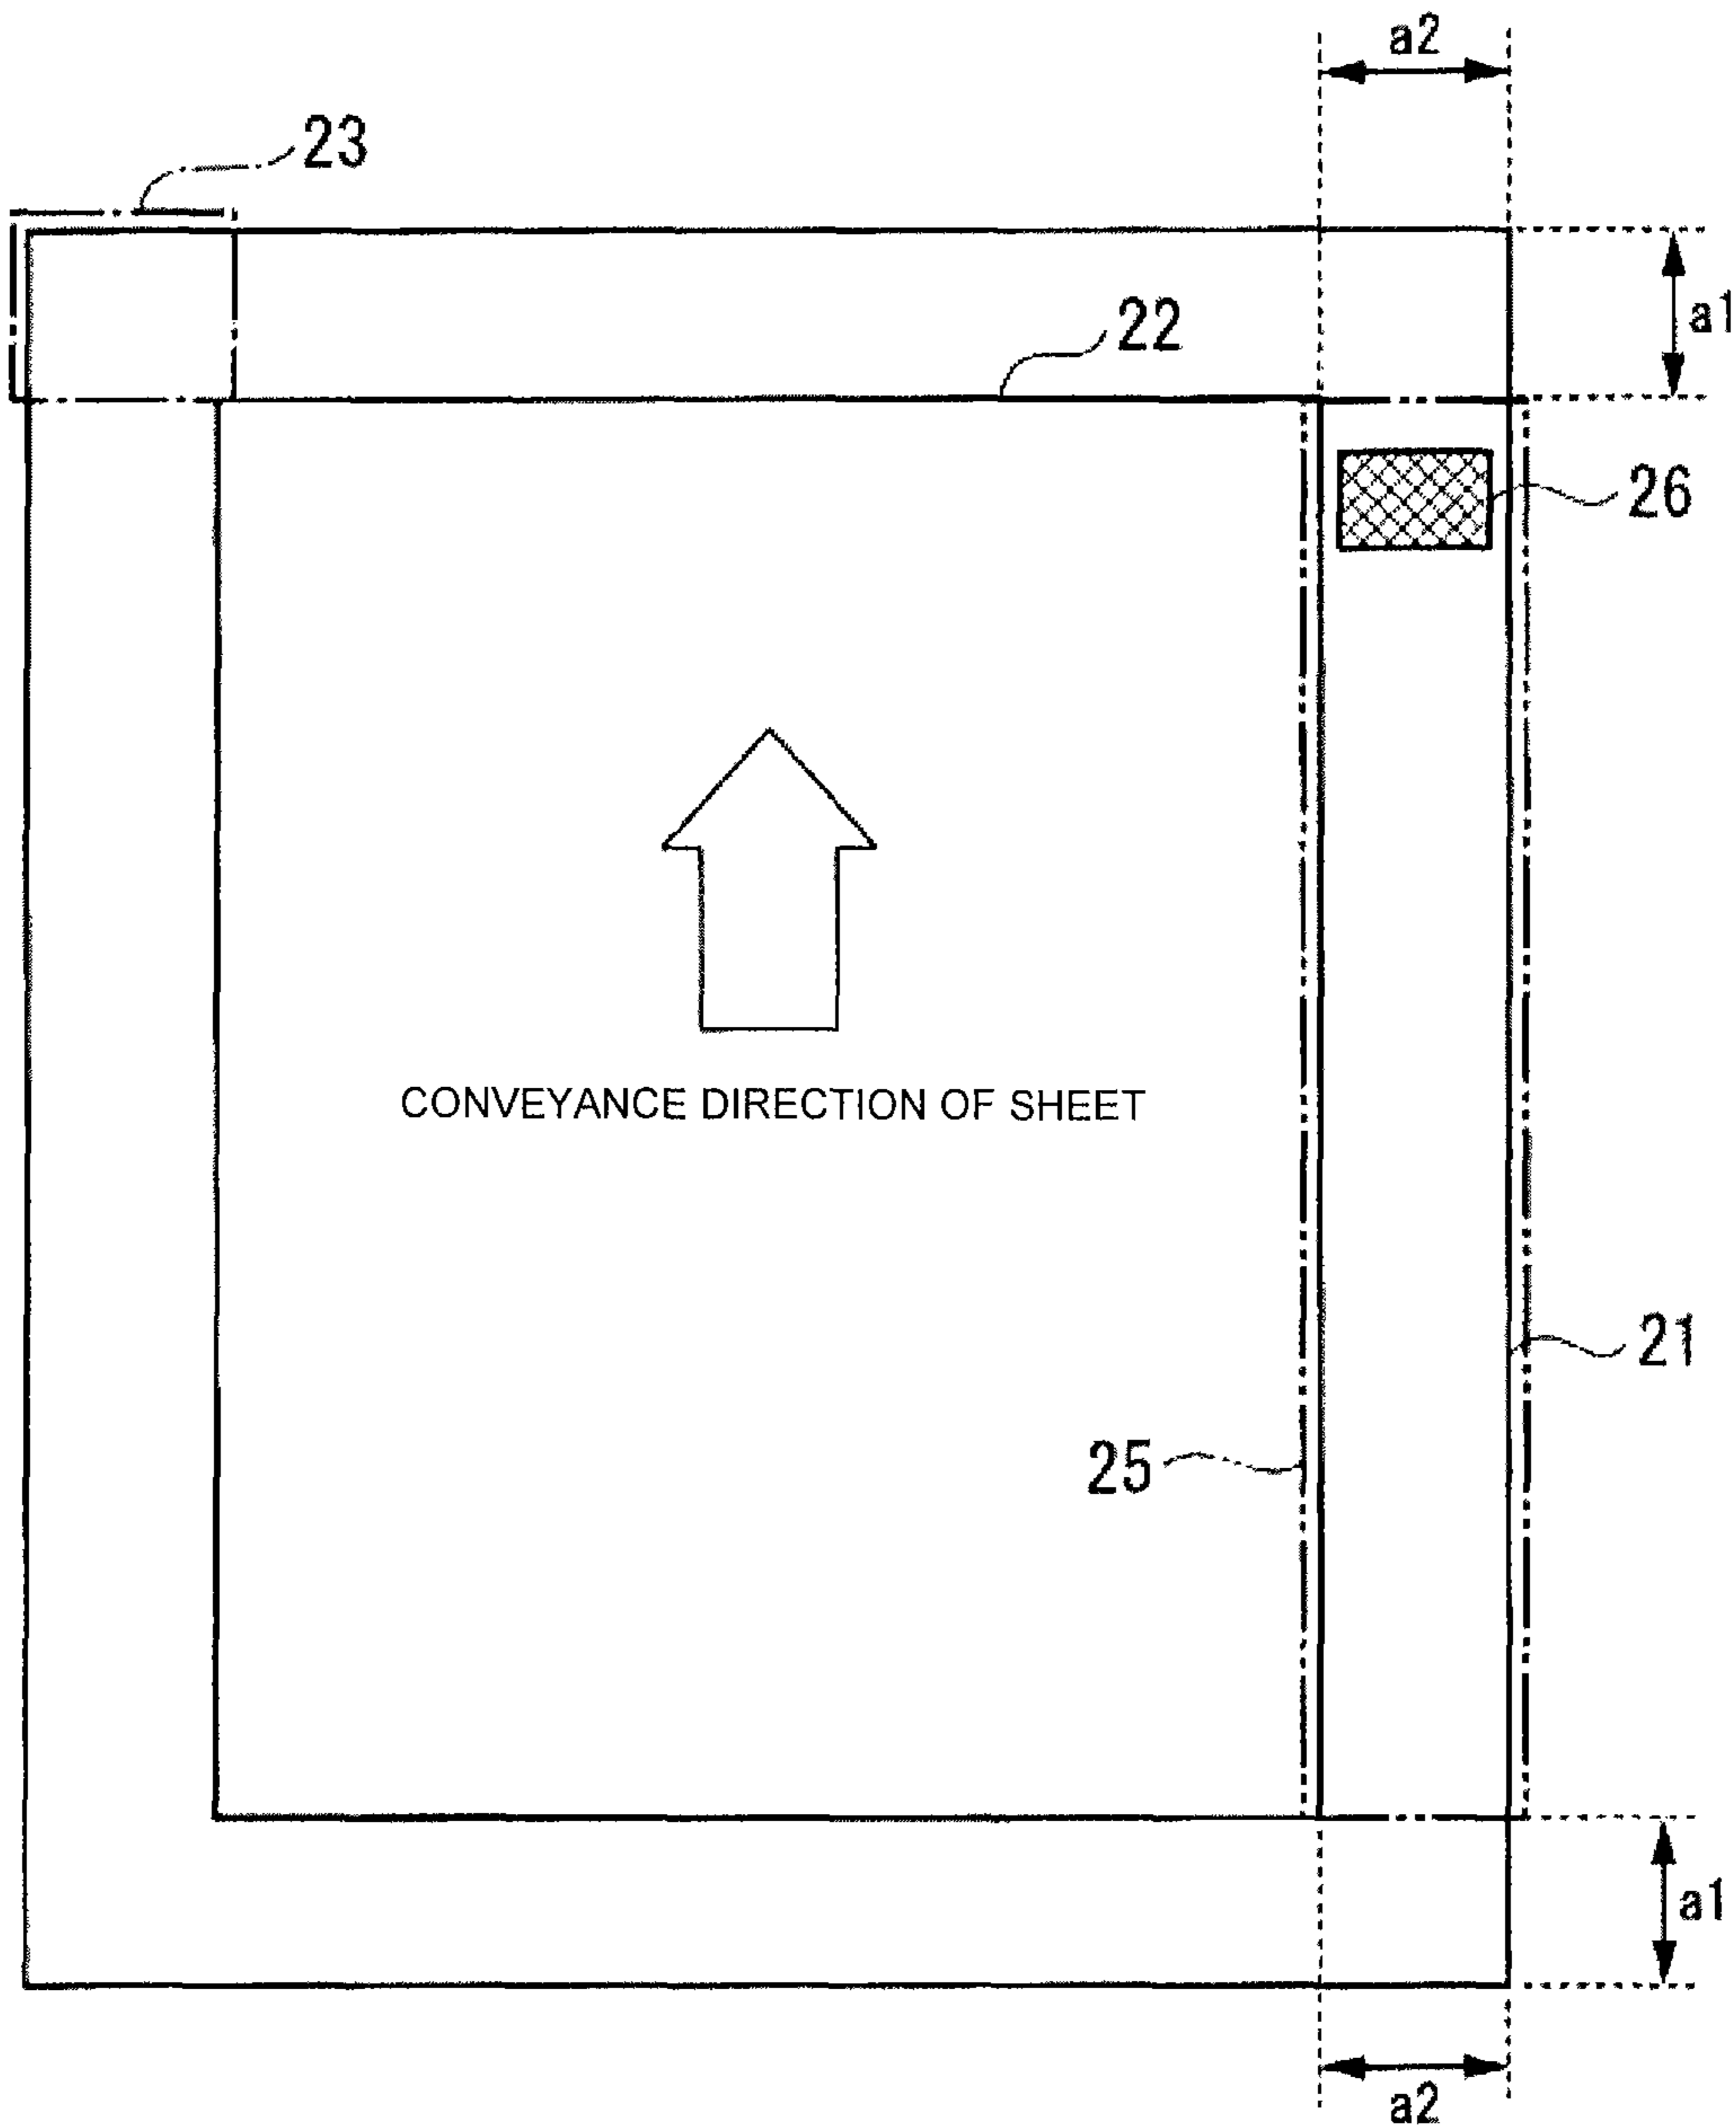 a2
23
a1
22
26
CONVEYANCE DIRECTION OF SHEET
21
25
a1
a2